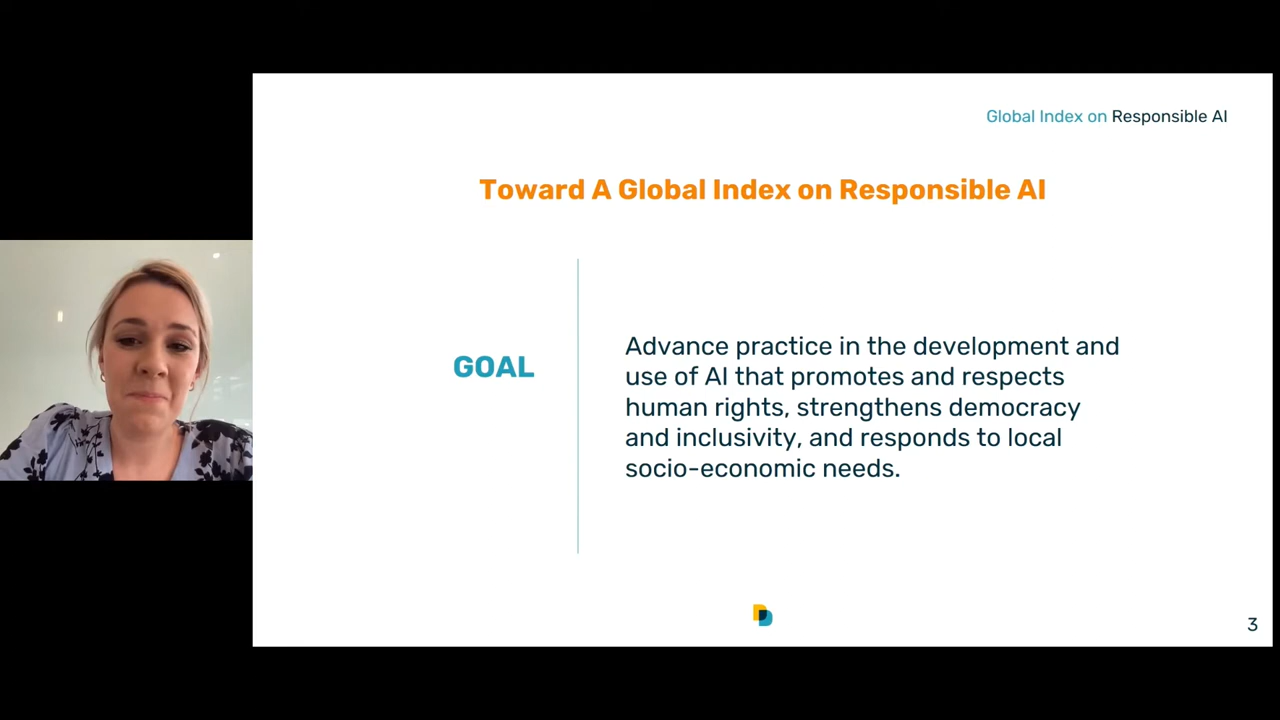 Global Index on Responsible AI
Toward A Global Index on Responsible AI
GOAL
Advance practice in the development and
use of AI that promotes and respects
human rights, strengthens democracy
and inclusivity, and responds to local
socio-economic needs.
3